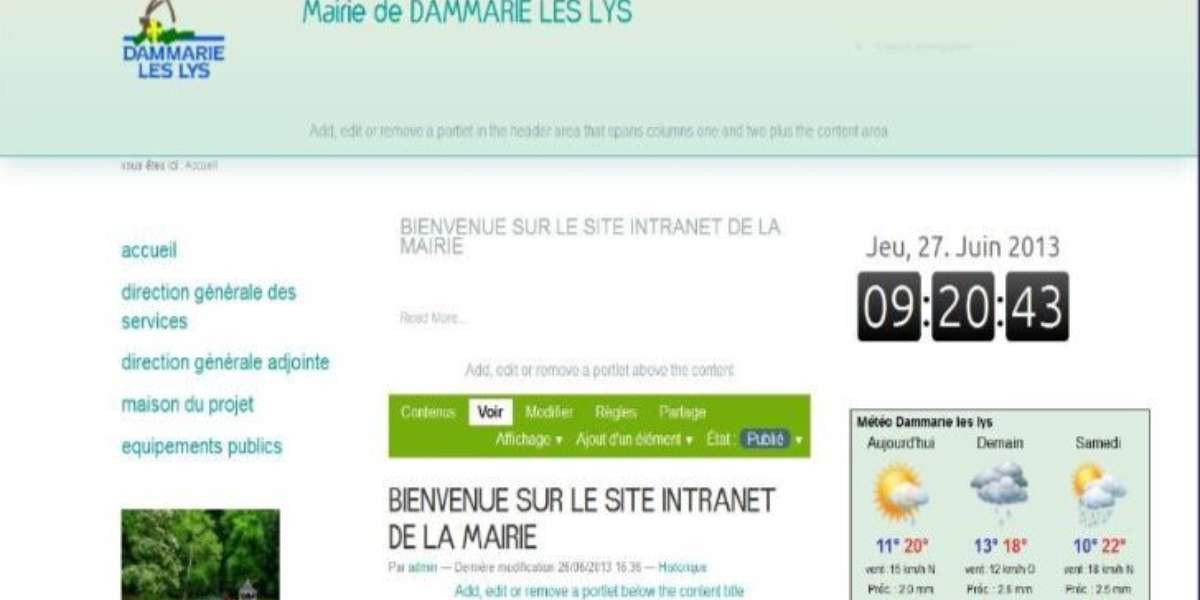 Mairie de DAMMARIE LES LYS
DAMMARIE
LES LYS
Add, edit or remove a portlet in the header area that spans columns one and two plus the content area
vous êtes ici : Accueil
accueil
direction générale des
services
direction générale adjointe
maison du projet
equipements publics
BIENVENUE SUR LE SITE INTRANET DE LA
MAIRIE
Read More...
Add, edit or remove a portlet above the content
Contenus Voir Modifier Règles Partage
Affichage ▾ Ajout d'un élément ▾ État : Publié ▾
BIENVENUE SUR LE SITE INTRANET
DE LA MAIRIE
Par admin — Dernière modification 26/06/2013 16:36 — Historique
Add, edit or remove a portlet below the content title
Jeu, 27. Juin 2013
09:20:43
Météo Dammarie les lys
Aujourd'hui Demain Samedi
11° 20° 13° 18° 10° 22°
vent : 15 km/h N vent : 12 km/h O vent : 18 km/h N
Préc. : 2.0 mm Préc. : 2.6 mm Préc. : 2.5 mm